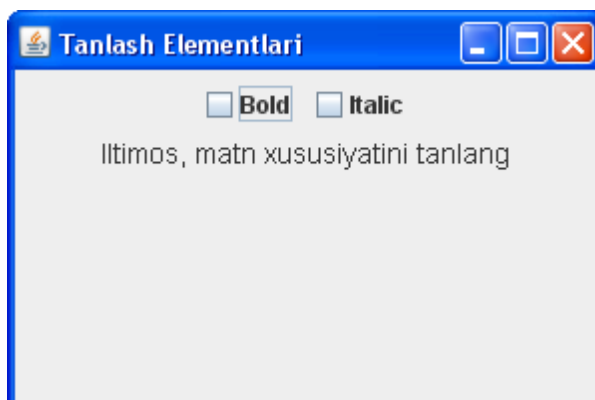 Tanlash Elementlari
Bold Italic
Iltimos, matn xususiyatini tanlang